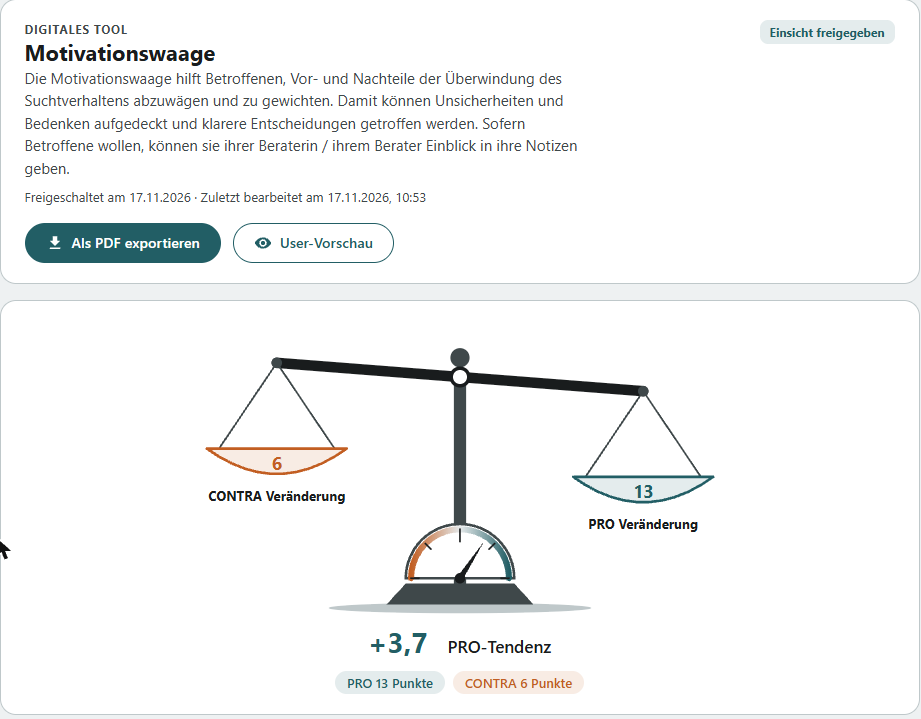 DIGITALES TOOL
Motivationswaage
Einsicht freigegeben
Die Motivationswaage hilft Betroffenen, Vor- und Nachteile der Überwindung des
Suchtverhaltens abzuwägen und zu gewichten. Damit können Unsicherheiten und
Bedenken aufgedeckt und klarere Entscheidungen getroffen werden. Sofern
Betroffene wollen, können sie ihrer Beraterin / ihrem Berater Einblick in ihre Notizen
geben.
Freigeschaltet am 17.11.2026 · Zuletzt bearbeitet am 17.11.2026, 10:53
Als PDF exportieren
User-Vorschau
6
CONTRA Veränderung
13
PRO Veränderung
+3,7 PRO-Tendenz
PRO 13 Punkte
CONTRA 6 Punkte